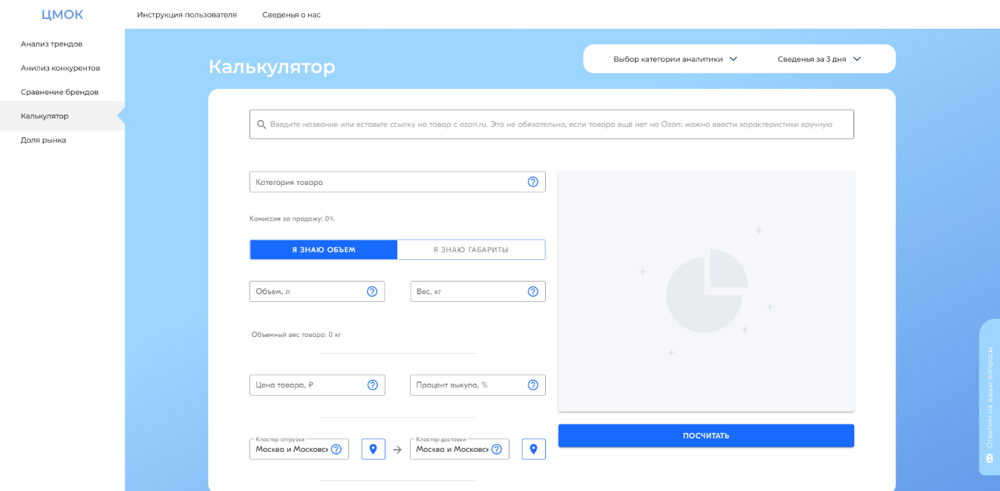 ЦМОК
Инструкция пользователя
Сведенья о нас
Анализ трендов
Анилиз конкурентов
Сравнение брендов
Калькулятор
Доля рынка
Калькулятор
Выбор категории аналитики
Сведенья за 3 дня
Введите название или вставьте ссылку на товар с ozon.ru. Это не обязательно, если товара ещё нет на Ozon: можно ввести характеристики вручную
Категория товара
Комиссия за продажу: 0%
Я ЗНАЮ ОБЪЕМ
Я ЗНАЮ ГАБАРИТЫ
Объем, л
Вес, кг
Объемный вес товара: 0 кг
Цена товара, ₽
Процент выкупа, %
Кластер отгрузки
Москва и Московск
Кластер доставки
Москва и Московск
ПОСЧИТАТЬ
Ответим на ваши вопросы